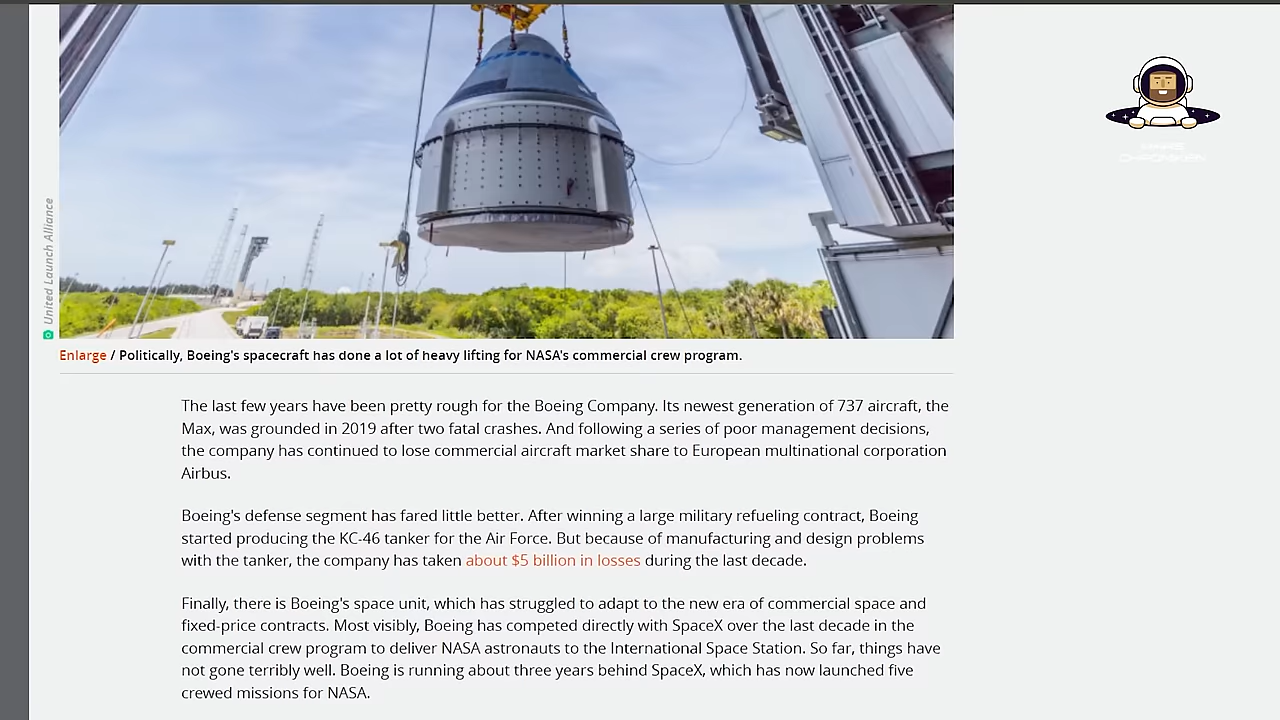 United Launch Alliance
Enlarge / Politically, Boeing's spacecraft has done a lot of heavy lifting for NASA's commercial crew program.
The last few years have been pretty rough for the Boeing Company. Its newest generation of 737 aircraft, the
Max, was grounded in 2019 after two fatal crashes. And following a series of poor management decisions,
the company has continued to lose commercial aircraft market share to European multinational corporation
Airbus.
Boeing's defense segment has fared little better. After winning a large military refueling contract, Boeing
started producing the KC-46 tanker for the Air Force. But because of manufacturing and design problems
with the tanker, the company has taken about $5 billion in losses during the last decade.
Finally, there is Boeing's space unit, which has struggled to adapt to the new era of commercial space and
fixed-price contracts. Most visibly, Boeing has competed directly with SpaceX over the last decade in the
commercial crew program to deliver NASA astronauts to the International Space Station. So far, things have
not gone terribly well. Boeing is running about three years behind SpaceX, which has now launched five
crewed missions for NASA.